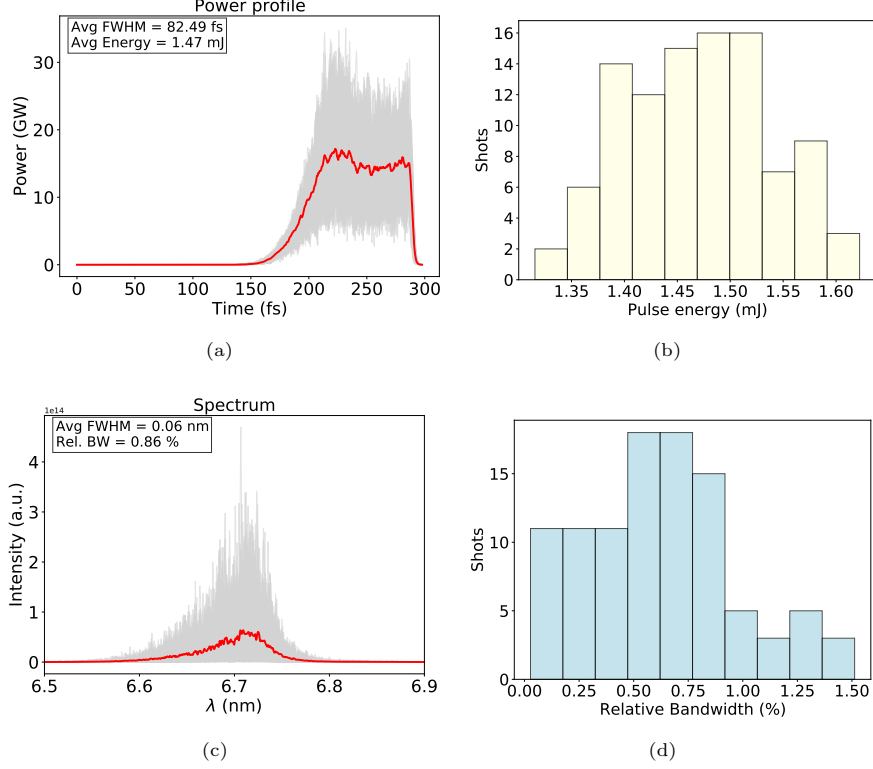 Power profile
Avg FWHM = 82.49 fs
Avg Energy = 1.47 mJ
Power (GW)
30
20
10
0
0 50 100 150 200 250 300
Time (fs)
(a)
Shots
16
14
12
10
8
6
4
2
0
1.35 1.40 1.45 1.50 1.55 1.60
Pulse energy (mJ)
(b)
Spectrum
1e14
Avg FWHM = 0.06 nm
Rel. BW = 0.86 %
Intensity (a.u.)
4
3
2
1
0
6.5 6.6 6.7 6.8 6.9
λ (nm)
(c)
Shots
15
10
5
0
0.00 0.25 0.50 0.75 1.00 1.25 1.50
Relative Bandwidth (%)
(d)